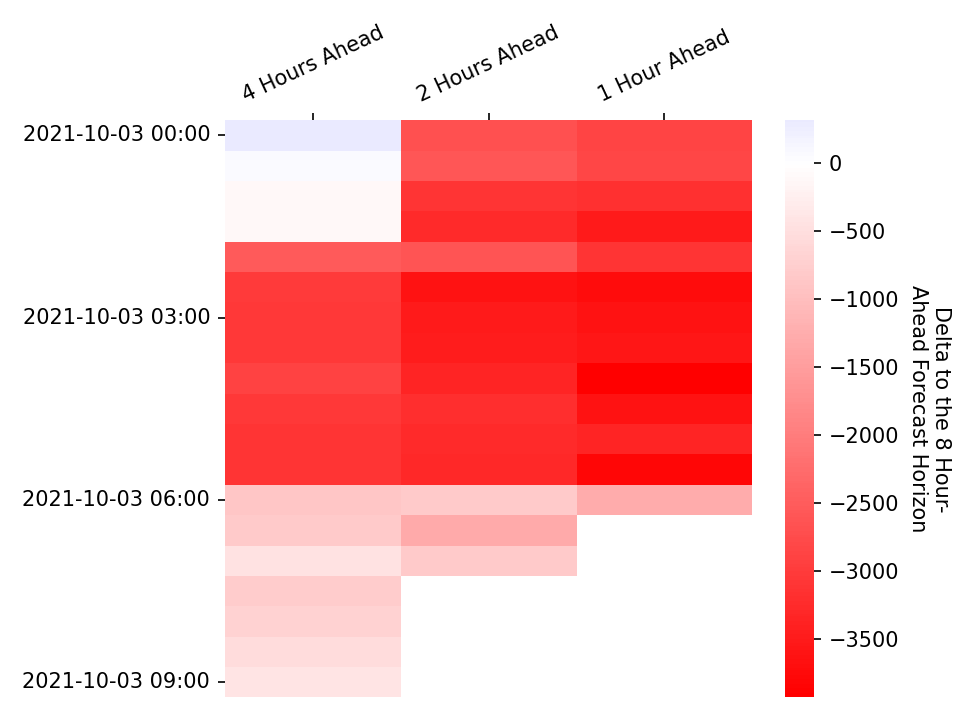 4 Hours Ahead
2 Hours Ahead
1 Hour Ahead
2021-10-03 00:00
2021-10-03 03:00
2021-10-03 06:00
2021-10-03 09:00
0
−500
−1000
−1500
−2000
−2500
−3000
−3500
Delta to the 8 Hour-
Ahead Forecast Horizon